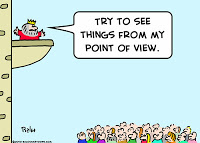 TRY TO SEE
THINGS FROM MY
POINT OF VIEW.